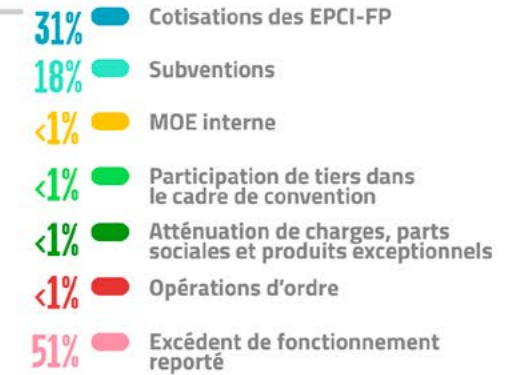 31% Cotisations des EPCI-FP
18% Subventions
<1% MOE interne
<1% Participation de tiers dans
le cadre de convention
<1% Atténuation de charges, parts
sociales et produits exceptionnels
<1% Opérations d'ordre
51% Excédent de fonctionnement
reporté